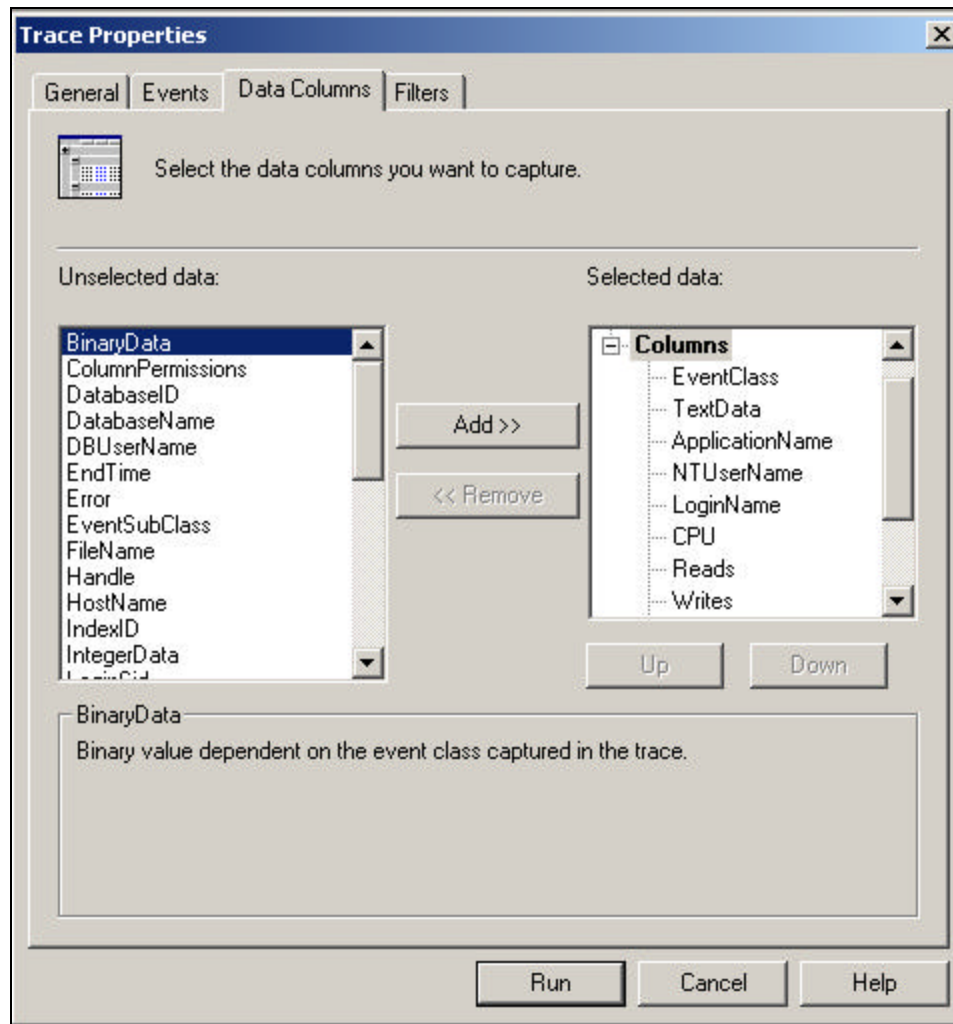 Trace Properties
General Events Data Columns Filters
Select the data columns you want to capture.
Unselected data:
BinaryData
ColumnPermissions
DatabaseID
DatabaseName
DBUserName
EndTime
Error
EventSubClass
FileName
Handle
HostName
IndexID
IntegerData
Add >>
<< Remove
Selected data:
Columns
EventClass
TextData
ApplicationName
NTUserName
LoginName
CPU
Reads
Writes
Up Down
BinaryData
Binary value dependent on the event class captured in the trace.
Run Cancel Help